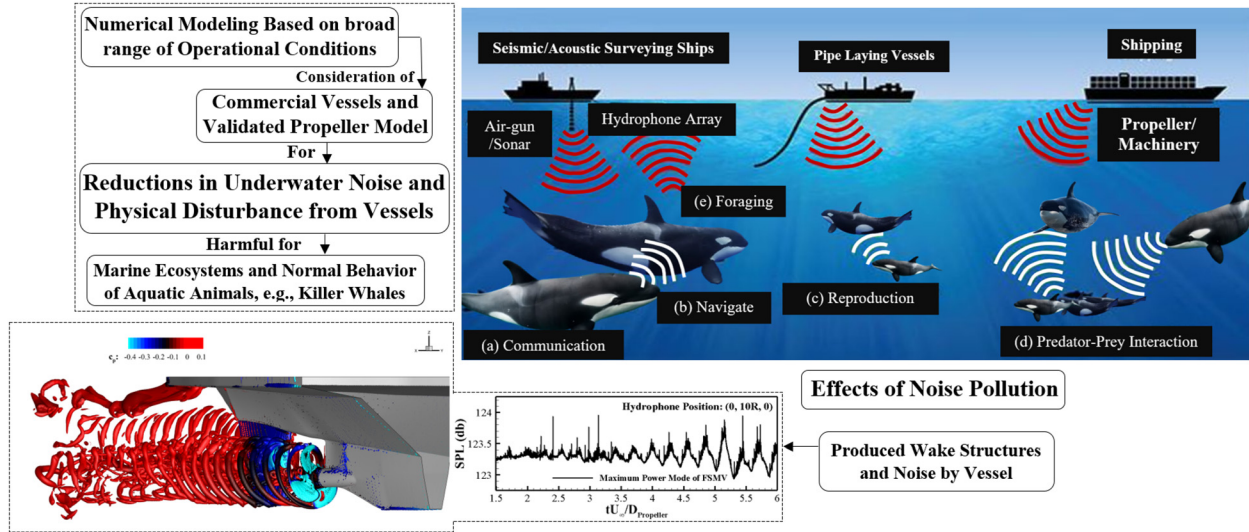 Numerical Modeling Based on broad
range of Operational Conditions
Consideration of
Commercial Vessels and
Validated Propeller Model
For
Reductions in Underwater Noise and
Physical Disturbance from Vessels
Harmful for
Marine Ecosystems and Normal Behavior
of Aquatic Animals, e.g., Killer Whales
Seismic/Acoustic Surveying Ships
Pipe Laying Vessels
Shipping
Air-gun
/Sonar
Hydrophone Array
Propeller/
Machinery
(e) Foraging
(b) Navigate
(c) Reproduction
(a) Communication
(d) Predator-Prey Interaction
cp: -0.4 -0.3 -0.2 -0.1 0 0.1
Effects of Noise Pollution
Produced Wake Structures
and Noise by Vessel
SPL (db)
124
123.5
123
Hydrophone Position: (0, 10R, 0)
Maximum Power Mode of FSMV
1.5 2 2.5 3 3.5 4 4.5 5 5.5 6
tU∞/DPropeller